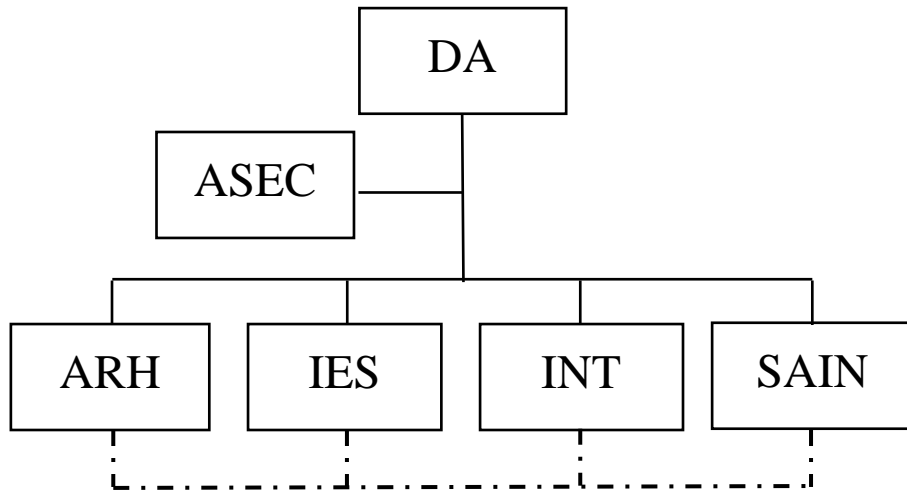 DA
ASEC
ARH
IES
INT
SAIN